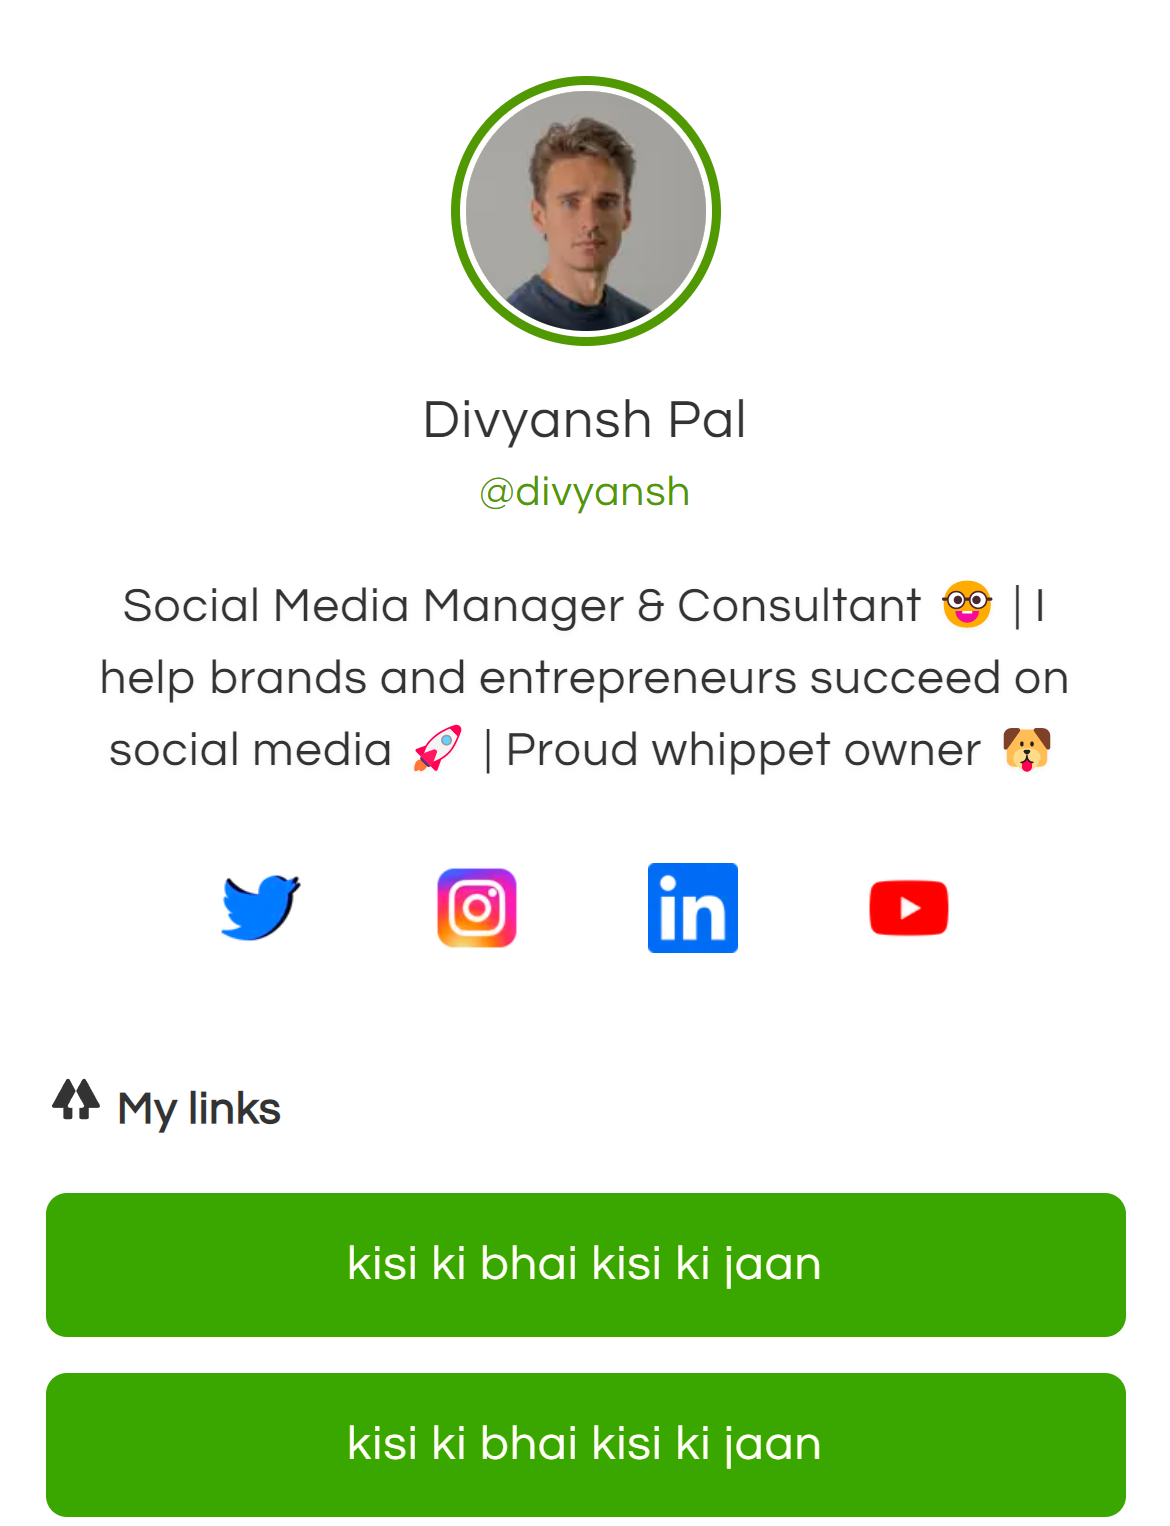 Divyansh Pal
@divyansh
Social Media Manager & Consultant 🤓 | I
help brands and entrepreneurs succeed on
social media 🚀 | Proud whippet owner 🐶
in
My links
kisi ki bhai kisi ki jaan
kisi ki bhai kisi ki jaan